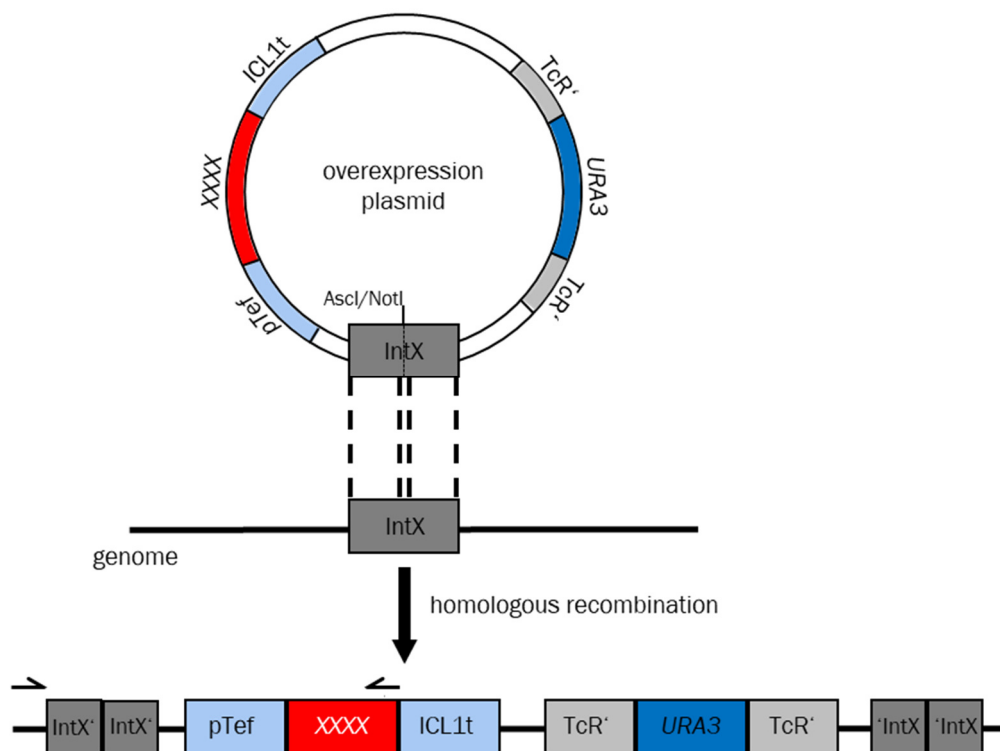 ICL1t
TcR‘
XXXX
overexpression
plasmid
URA3
pTef
AscI/NotI
TcR‘
IntX
IntX
genome
homologous recombination
IntX‘
IntX‘
pTef
XXXX
ICL1t
TcR‘
URA3
TcR‘
‘IntX
‘IntX